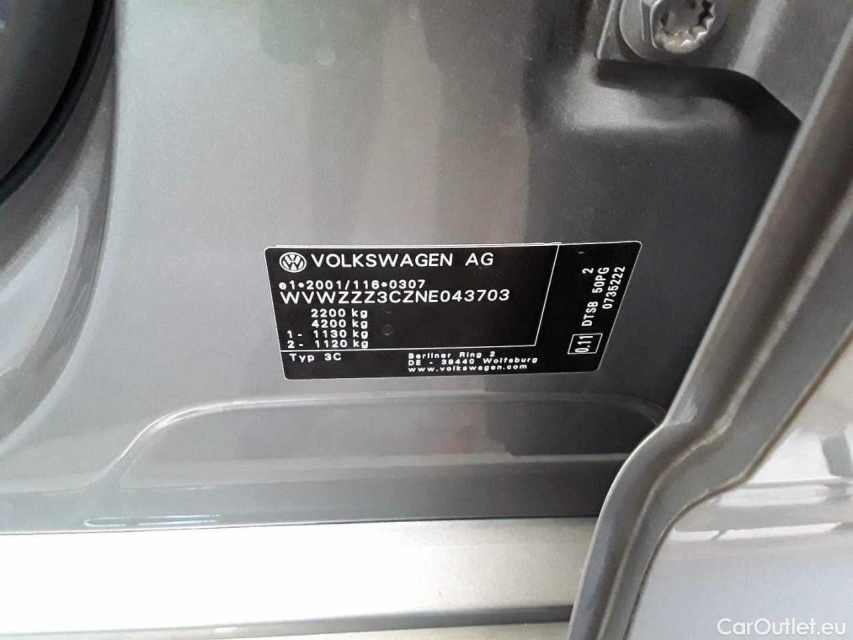 VOLKSWAGEN AG
e1*2001/116*0307
WVWZZZ3CZNE043703
2200 kg
4200 kg
1- 1130 kg
2- 1120 kg
Typ 3C
Berliner Ring 2
DE - 38440 Wolfsburg
www.volkswagen.com
2
DTSB 50PG
0735222
0.11
CarOutlet.eu